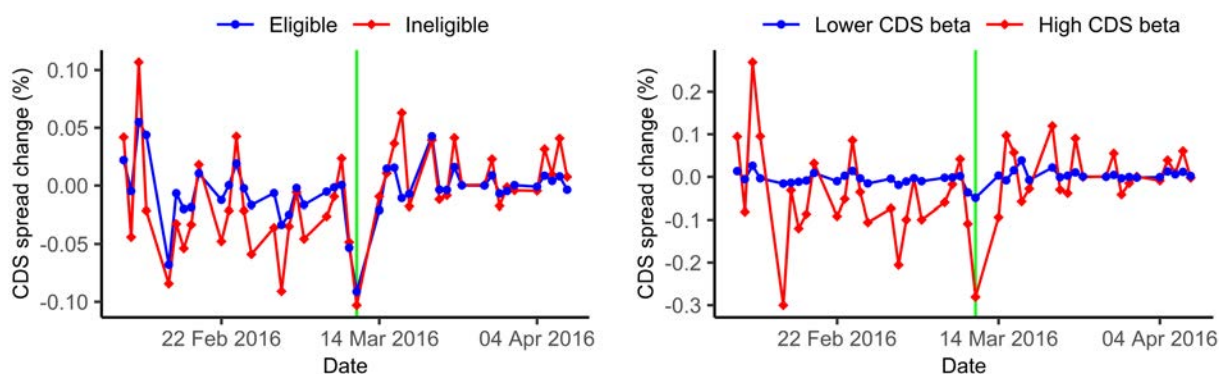 Eligible Ineligible
CDS spread change (%)
0.10
0.05
0.00
-0.05
-0.10
22 Feb 2016 14 Mar 2016 04 Apr 2016
Date
Lower CDS beta High CDS beta
CDS spread change (%)
0.2
0.1
0.0
-0.1
-0.2
-0.3
22 Feb 2016 14 Mar 2016 04 Apr 2016
Date